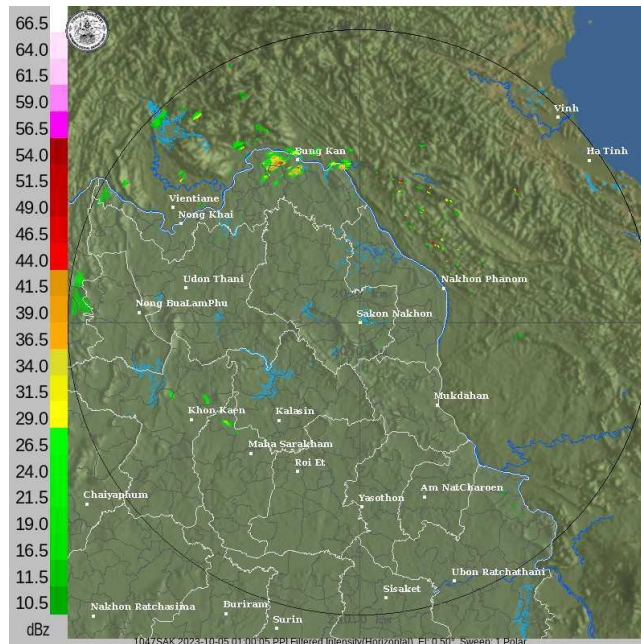 66.5
64.0
61.5
59.0
56.5
54.0
51.5
49.0
46.5
44.0
41.5
39.0
36.5
34.0
31.5
29.0
26.5
24.0
21.5
19.0
16.5
13.0
10.5
dBz
Vinh
Ha Tinh
Bung Kan
Vientiane
Nong Khai
Udon Thani
Nakhon Phanom
Nong BuaLamPhu
Sakon Nakhon
Mukdahan
Khon Kaen
Kalasin
Maha Sarakham
Roi Et
Chaiyaphum
Yasothon
Am NatCharoen
Ubon Ratchathani
Sisaket
Nakhon Ratchasima
Buriram
Surin
1047SAK 2023-10-05 01:00:05 PPI Filtered Intensity(Horizontal) El: 0.50° Sweep: 1 Polar